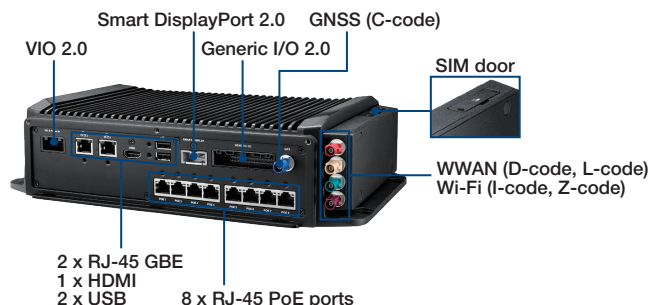 Smart DisplayPort 2.0
GNSS (C-code)
VIO 2.0
Generic I/O 2.0
SIM door
WWAN (D-code, L-code)
Wi-Fi (I-code, Z-code)
2 x RJ-45 GBE
1 x HDMI
2 x USB
8 x RJ-45 PoE ports